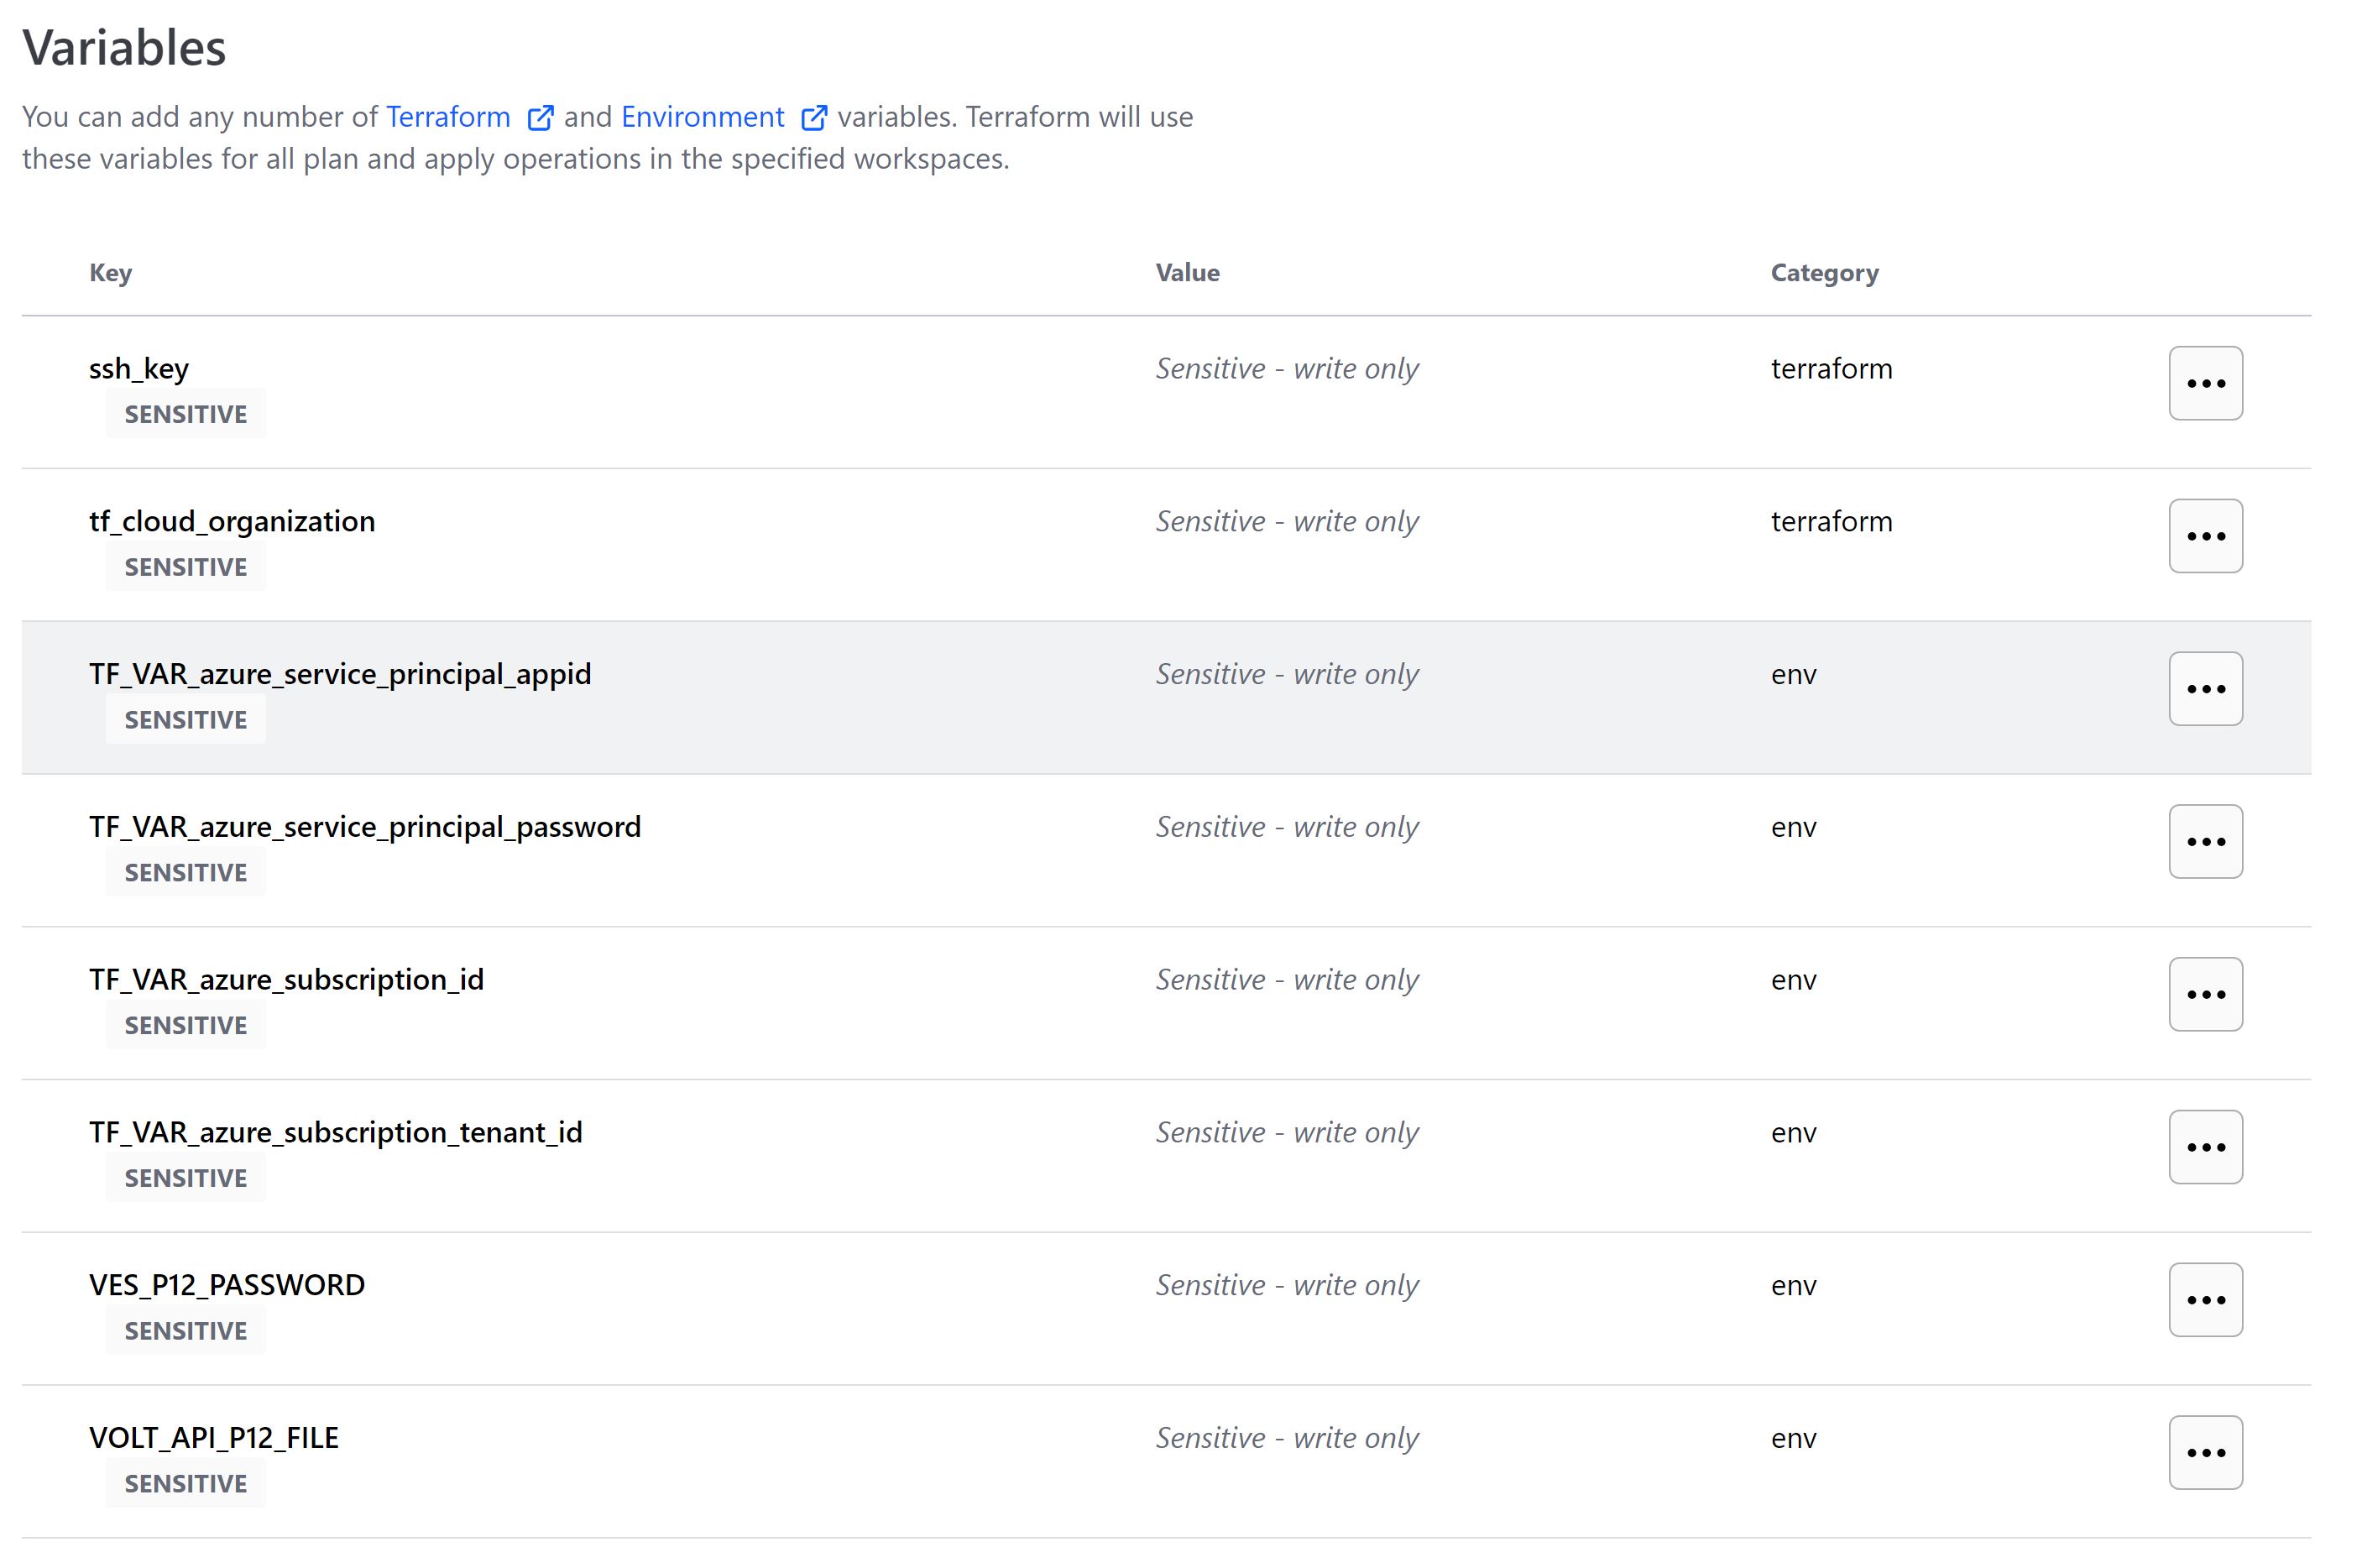 Variables
You can add any number of Terraform and Environment variables. Terraform will use
these variables for all plan and apply operations in the specified workspaces.
Key Value Category
ssh_key Sensitive - write only terraform
SENSITIVE
tf_cloud_organization Sensitive - write only terraform
SENSITIVE
TF_VAR_azure_service_principal_appid Sensitive - write only env
SENSITIVE
TF_VAR_azure_service_principal_password Sensitive - write only env
SENSITIVE
TF_VAR_azure_subscription_id Sensitive - write only env
SENSITIVE
TF_VAR_azure_subscription_tenant_id Sensitive - write only env
SENSITIVE
VES_P12_PASSWORD Sensitive - write only env
SENSITIVE
VOLT_API_P12_FILE Sensitive - write only env
SENSITIVE